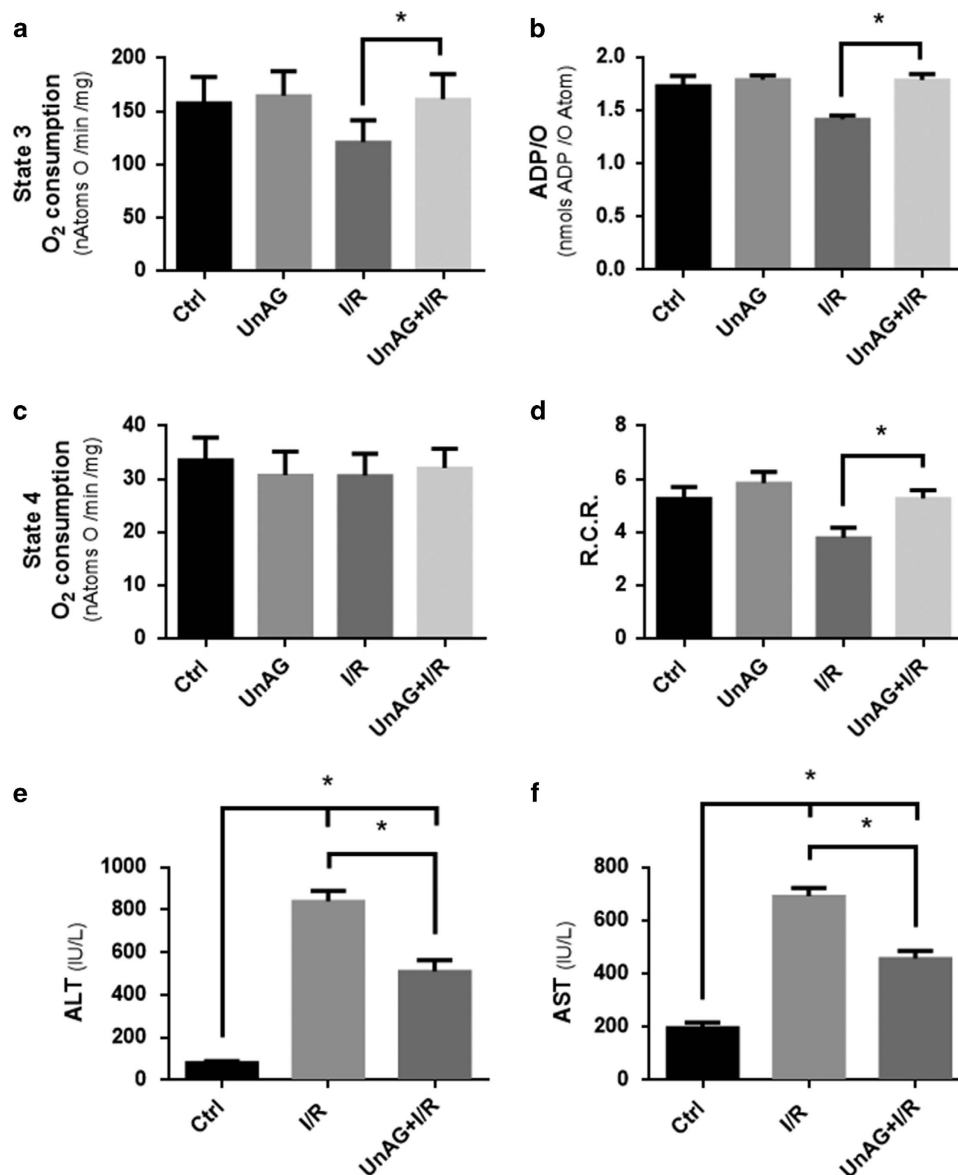 a
*
State 3
O₂ consumption
(nAtoms O /min /mg)
200
150
100
50
0
Ctrl
UnAG
I/R
UnAG+I/R
b
*
ADP/O
(nmols ADP /O Atom)
2.0
1.5
1.0
0.5
0.0
Ctrl
UnAG
I/R
UnAG+I/R
c
State 4
O₂ consumption
(nAtoms O /min /mg)
40
30
20
10
0
Ctrl
UnAG
I/R
UnAG+I/R
d
*
R.C.R.
8
6
4
2
0
Ctrl
UnAG
I/R
UnAG+I/R
e
*
*
ALT (IU/L)
1000
800
600
400
200
0
Ctrl
I/R
UnAG+I/R
f
*
*
AST (IU/L)
800
600
400
200
0
Ctrl
I/R
UnAG+I/R